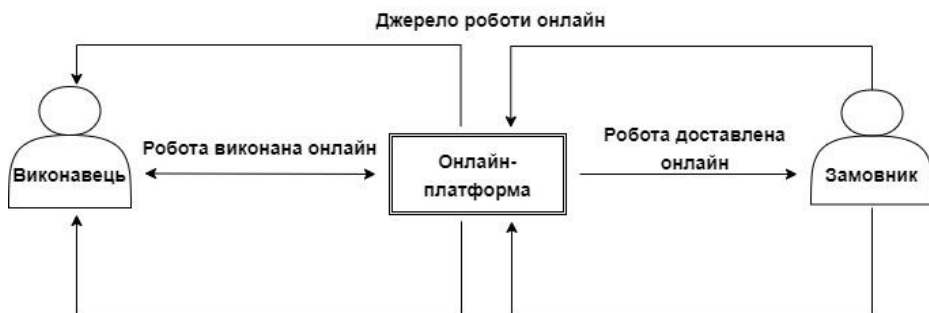 Джерело роботи онлайн
Робота виконана онлайн
Робота доставлена
онлайн
Виконавець
Онлайн-
платформа
Замовник